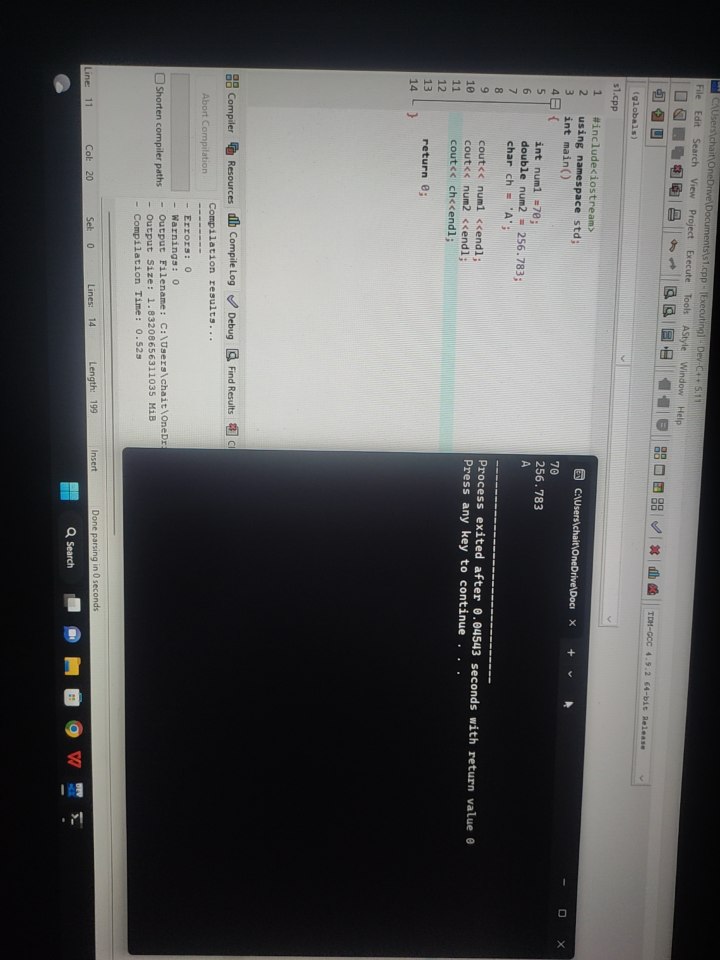 C:\Users\chait\OneDrive\Documents\s1.cpp - [Executing] - Dev-C++ 5.11
File Edit Search View Project Execute Tools AStyle Window Help
TDM-GCC 4.9.2 64-bit Release
(globals)
s1.cpp
1 #include<iostream>
2 using namespace std;
3 int main()
4 {
5 int num1 =70;
6 double num2 = 256.783;
7 char ch = 'A';
8
9 cout<< num1 <<endl;
10 cout<< num2 <<endl;
11 cout<< ch<<endl;
12
13 return 0;
14 }
C:\Users\chait\OneDrive\Doc
70
256.783
A
--------------------------------
Process exited after 0.04543 seconds with return value 0
Press any key to continue . . .
Compiler Resources Compile Log Debug Find Results Cl
Abort Compilation
Shorten compiler paths
Compilation results...
--------
- Errors: 0
- Warnings: 0
- Output Filename: C:\Users\chait\OneDr
- Output Size: 1.83208656311035 MiB
- Compilation Time: 0.52s
Line: 11 Col: 20 Sel: 0 Lines: 14 Length: 199 Insert Done parsing in 0 seconds
Search
DEV